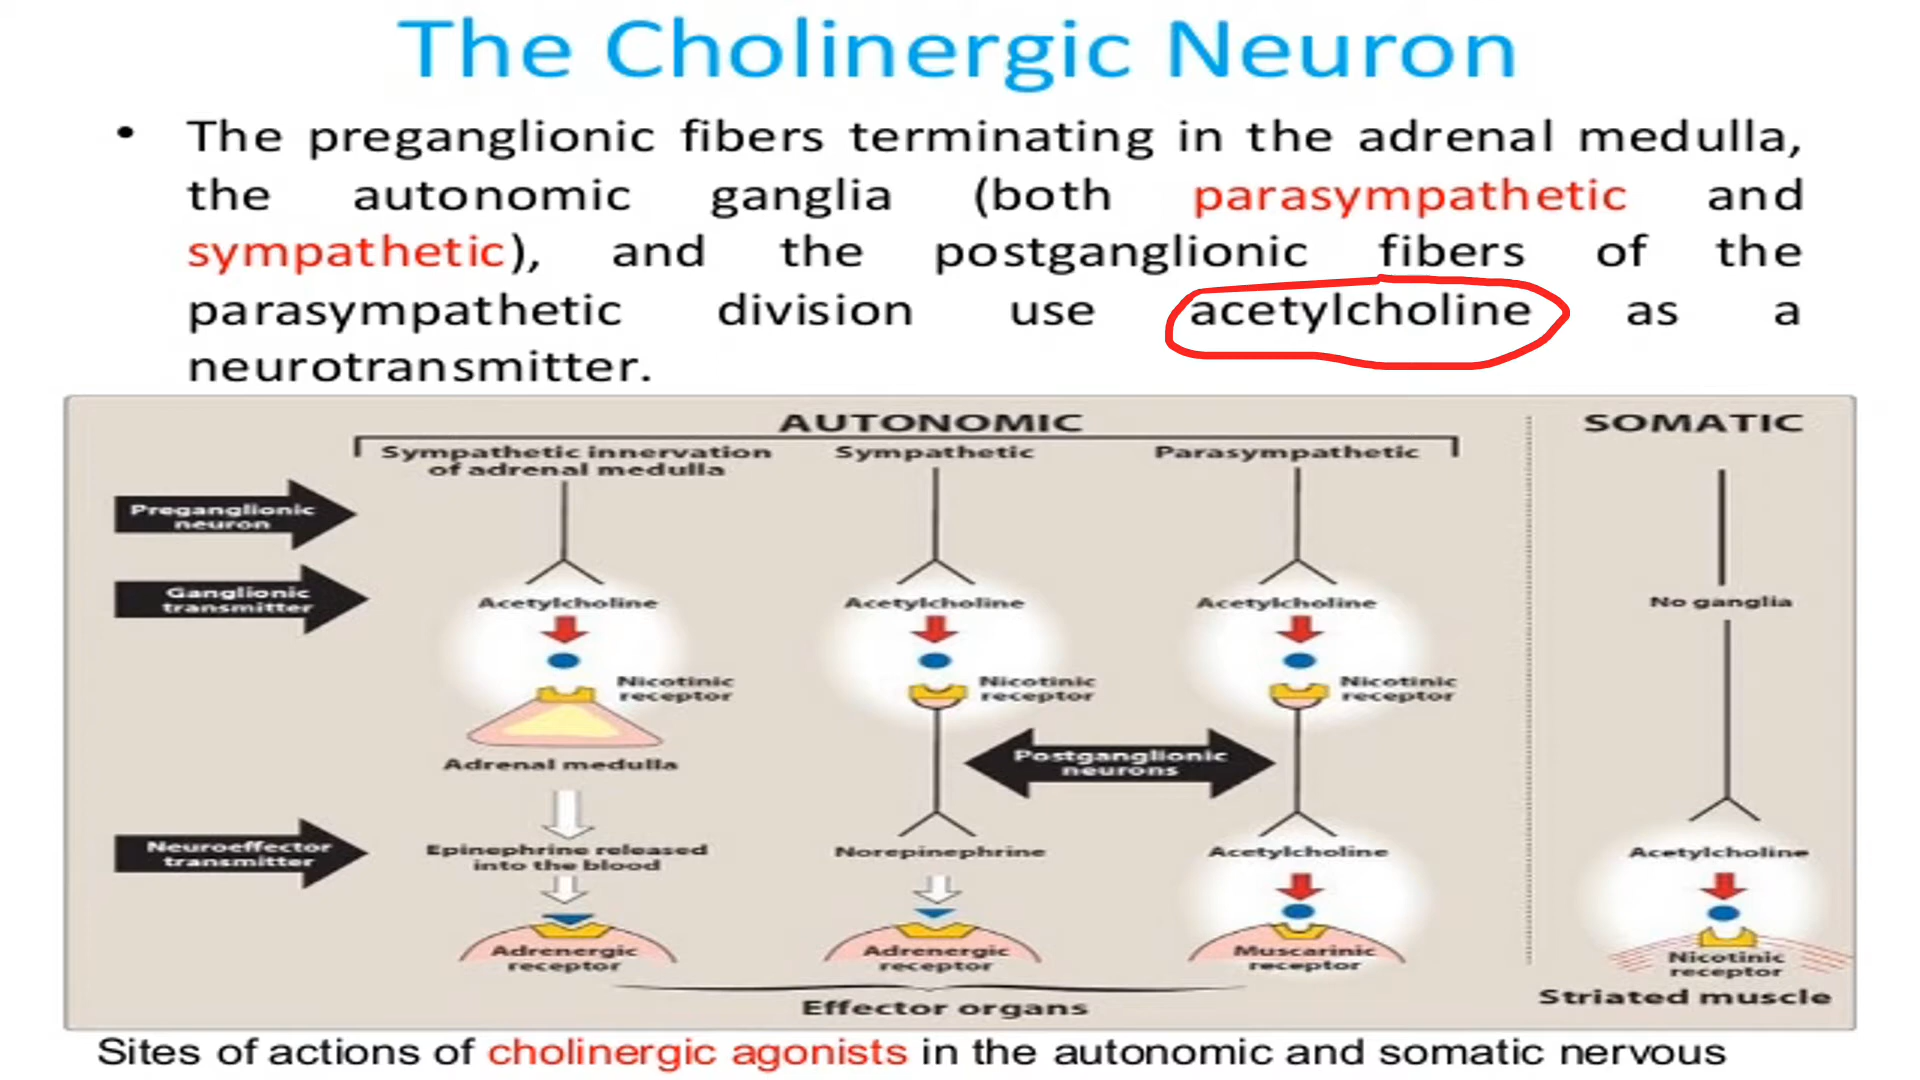 The Cholinergic Neuron
• The preganglionic fibers terminating in the adrenal medulla,
the autonomic ganglia (both parasympathetic and
sympathetic), and the postganglionic fibers of the
parasympathetic division use acetylcholine as a
neurotransmitter.
AUTONOMIC
SOMATIC
Sympathetic innervation
of adrenal medulla
Sympathetic
Parasympathetic
Preganglionic
neuron
Ganglionic
transmitter
Acetylcholine
Acetylcholine
Acetylcholine
No ganglia
Nicotinic
receptor
Nicotinic
receptor
Nicotinic
receptor
Adrenal medulla
Postganglionic
neurons
Neuroeffector
transmitter
Epinephrine released
into the blood
Norepinephrine
Acetylcholine
Acetylcholine
Adrenergic
receptor
Adrenergic
receptor
Muscarinic
receptor
Nicotinic
receptor
Striated muscle
Effector organs
Sites of actions of cholinergic agonists in the autonomic and somatic nervous